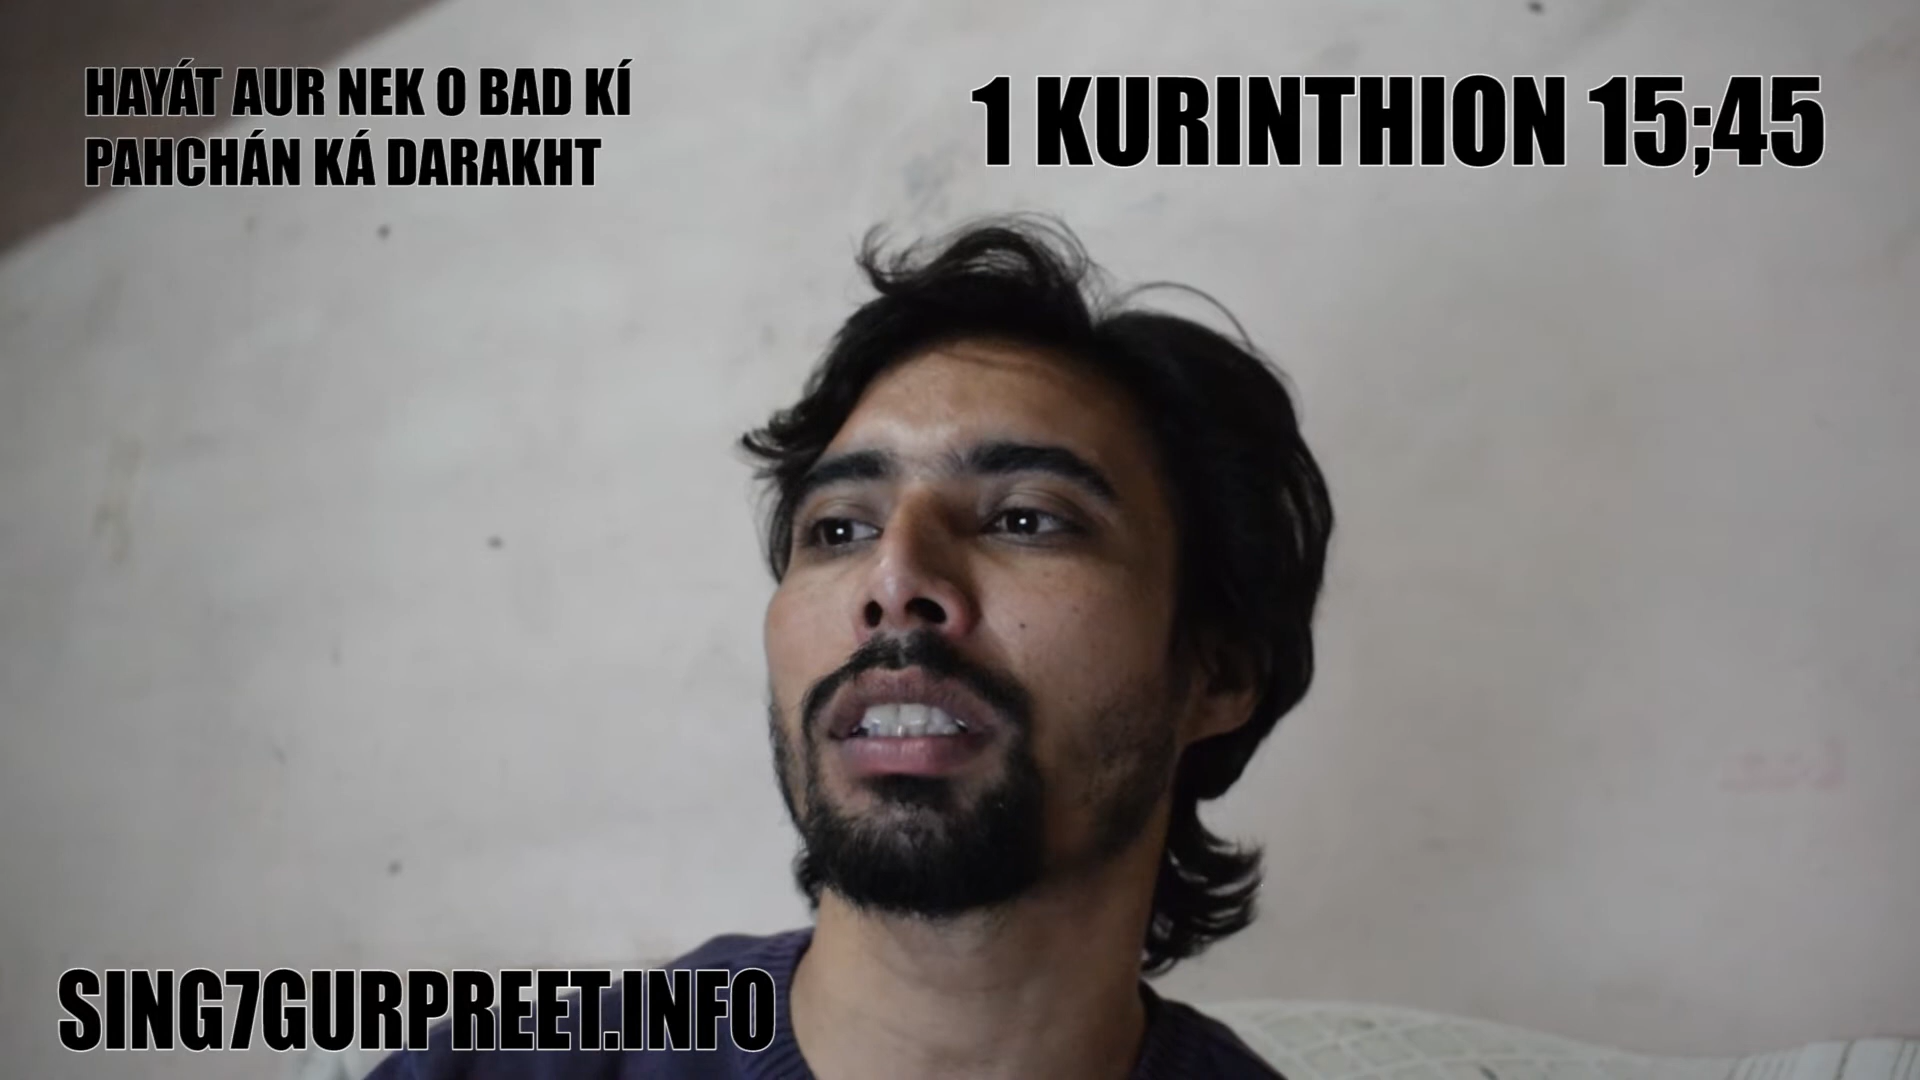 HAYÁT AUR NEK O BAD KÍ
PAHCHÁN KÁ DARAKHT
1 KURINTHION 15;45
SING7GURPREET.INFO